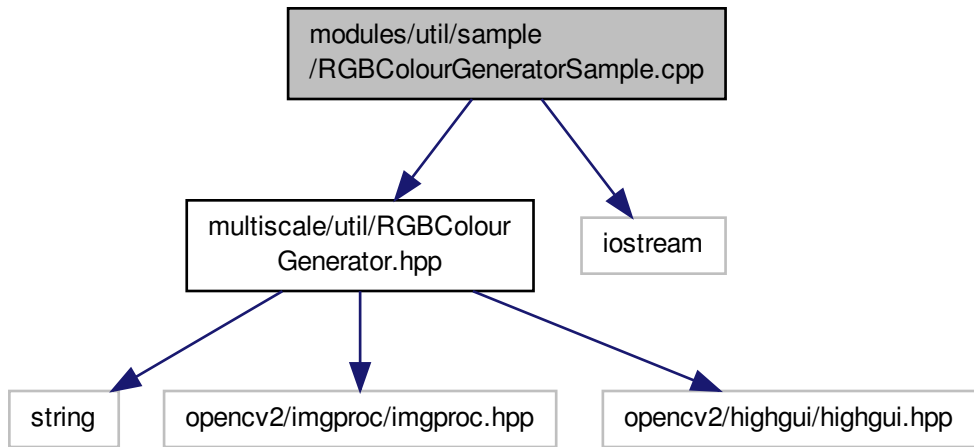 modules/util/sample
/RGBColourGeneratorSample.cpp
multiscale/util/RGBColour
Generator.hpp
iostream
string
opencv2/imgproc/imgproc.hpp
opencv2/highgui/highgui.hpp